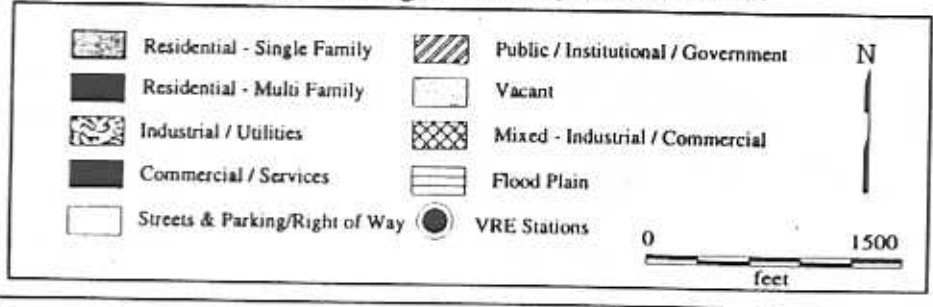 Residential - Single Family
Public / Institutional / Government
N
Residential - Multi Family
Vacant
Industrial / Utilities
Mixed - Industrial / Commercial
Commercial / Services
Flood Plain
Streets & Parking/Right of Way
VRE Stations
0 1500
feet